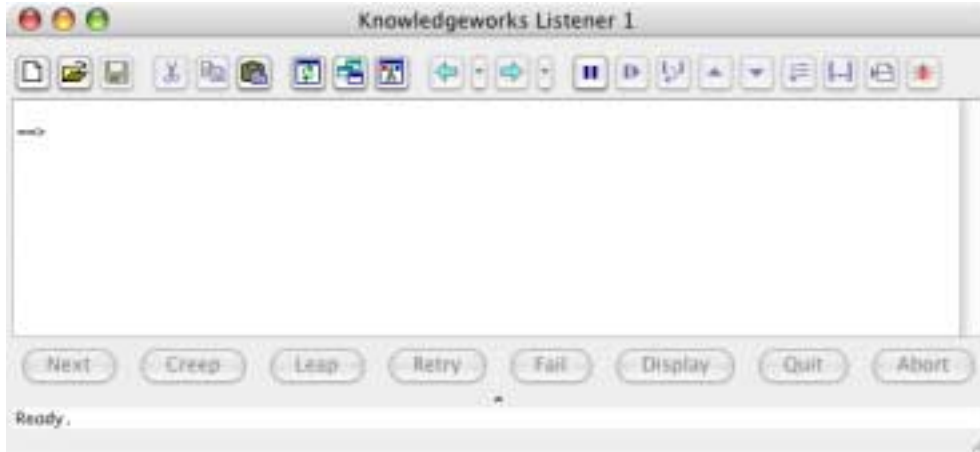 Knowledgeworks Listener 1
==>
Next Creep Leap Retry Fail Display Quit Abort
Ready.